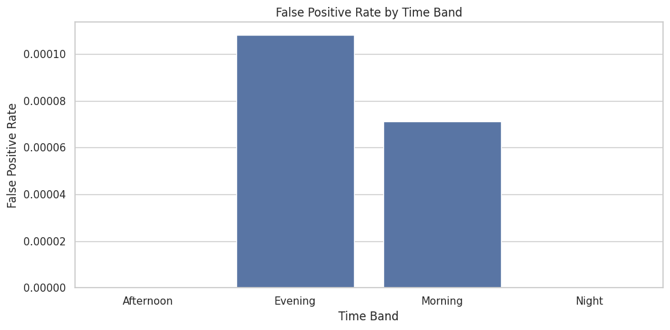 False Positive Rate by Time Band
False Positive Rate
0.00010
0.00008
0.00006
0.00004
0.00002
0.00000
Afternoon Evening Morning Night
Time Band